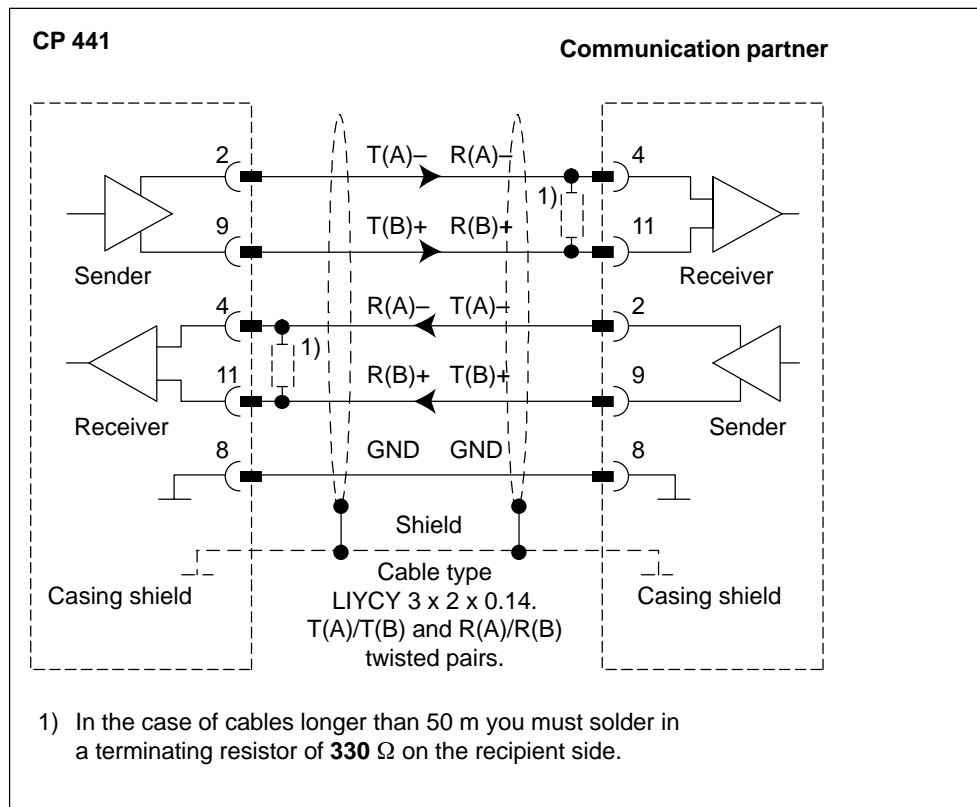 CP 441
Communication partner
2 T(A)– R(A)– 4
1)
9 T(B)+ R(B)+ 11
Sender Receiver
4 R(A)– T(A)– 2
1)
11 R(B)+ T(B)+ 9
Receiver Sender
8 GND GND 8
Shield
Casing shield Casing shield
Cable type
LIYCY 3 x 2 x 0.14.
T(A)/T(B) and R(A)/R(B)
twisted pairs.
1) In the case of cables longer than 50 m you must solder in
a terminating resistor of 330 Ω on the recipient side.